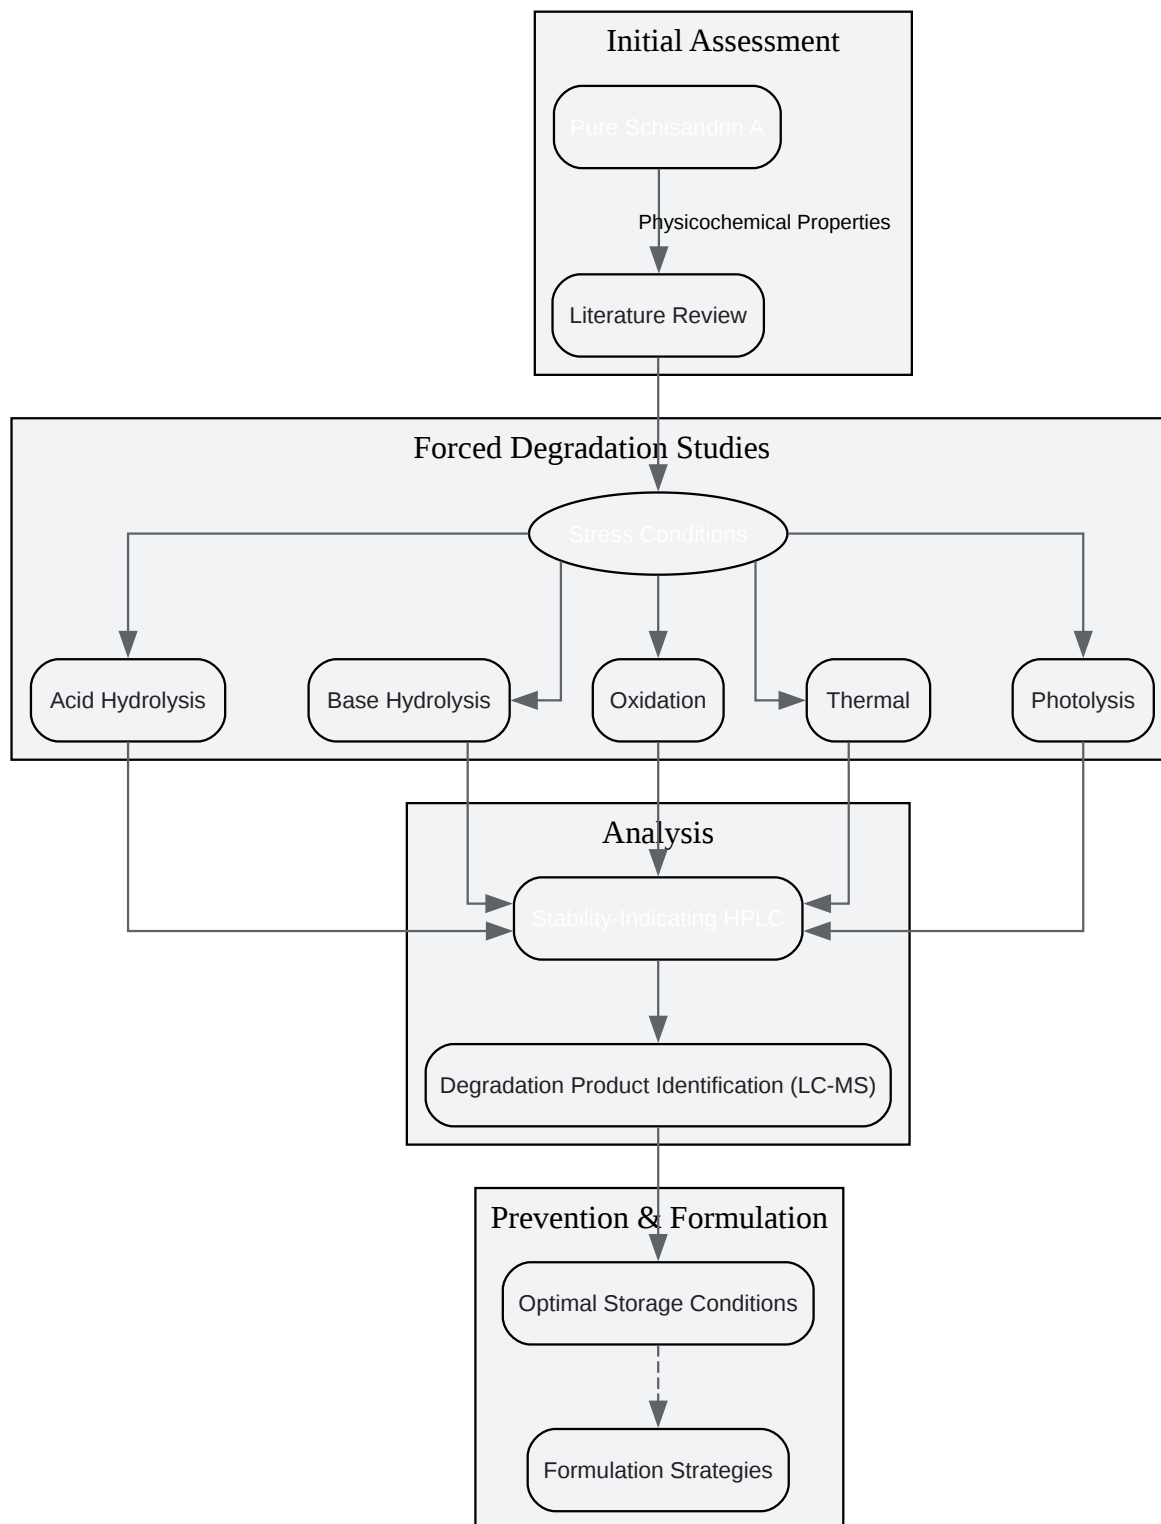 Initial Assessment
Pure Schisandrin A
Physicochemical Properties
Literature Review
Forced Degradation Studies
Stress Conditions
Acid Hydrolysis
Base Hydrolysis
Oxidation
Thermal
Photolysis
Analysis
Stability-Indicating HPLC
Degradation Product Identification (LC-MS)
Prevention & Formulation
Optimal Storage Conditions
Formulation Strategies